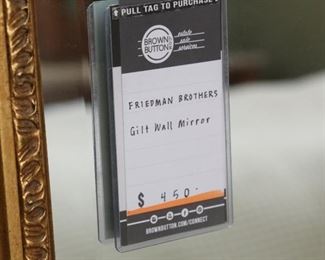 PULL TAG TO PURCHASE
BROWN
BUTTON
estate
sale
services
FRIEDMAN BROTHERS
Gilt Wall Mirror
$ 450.
BROWNBUTTON.COM/CONNECT